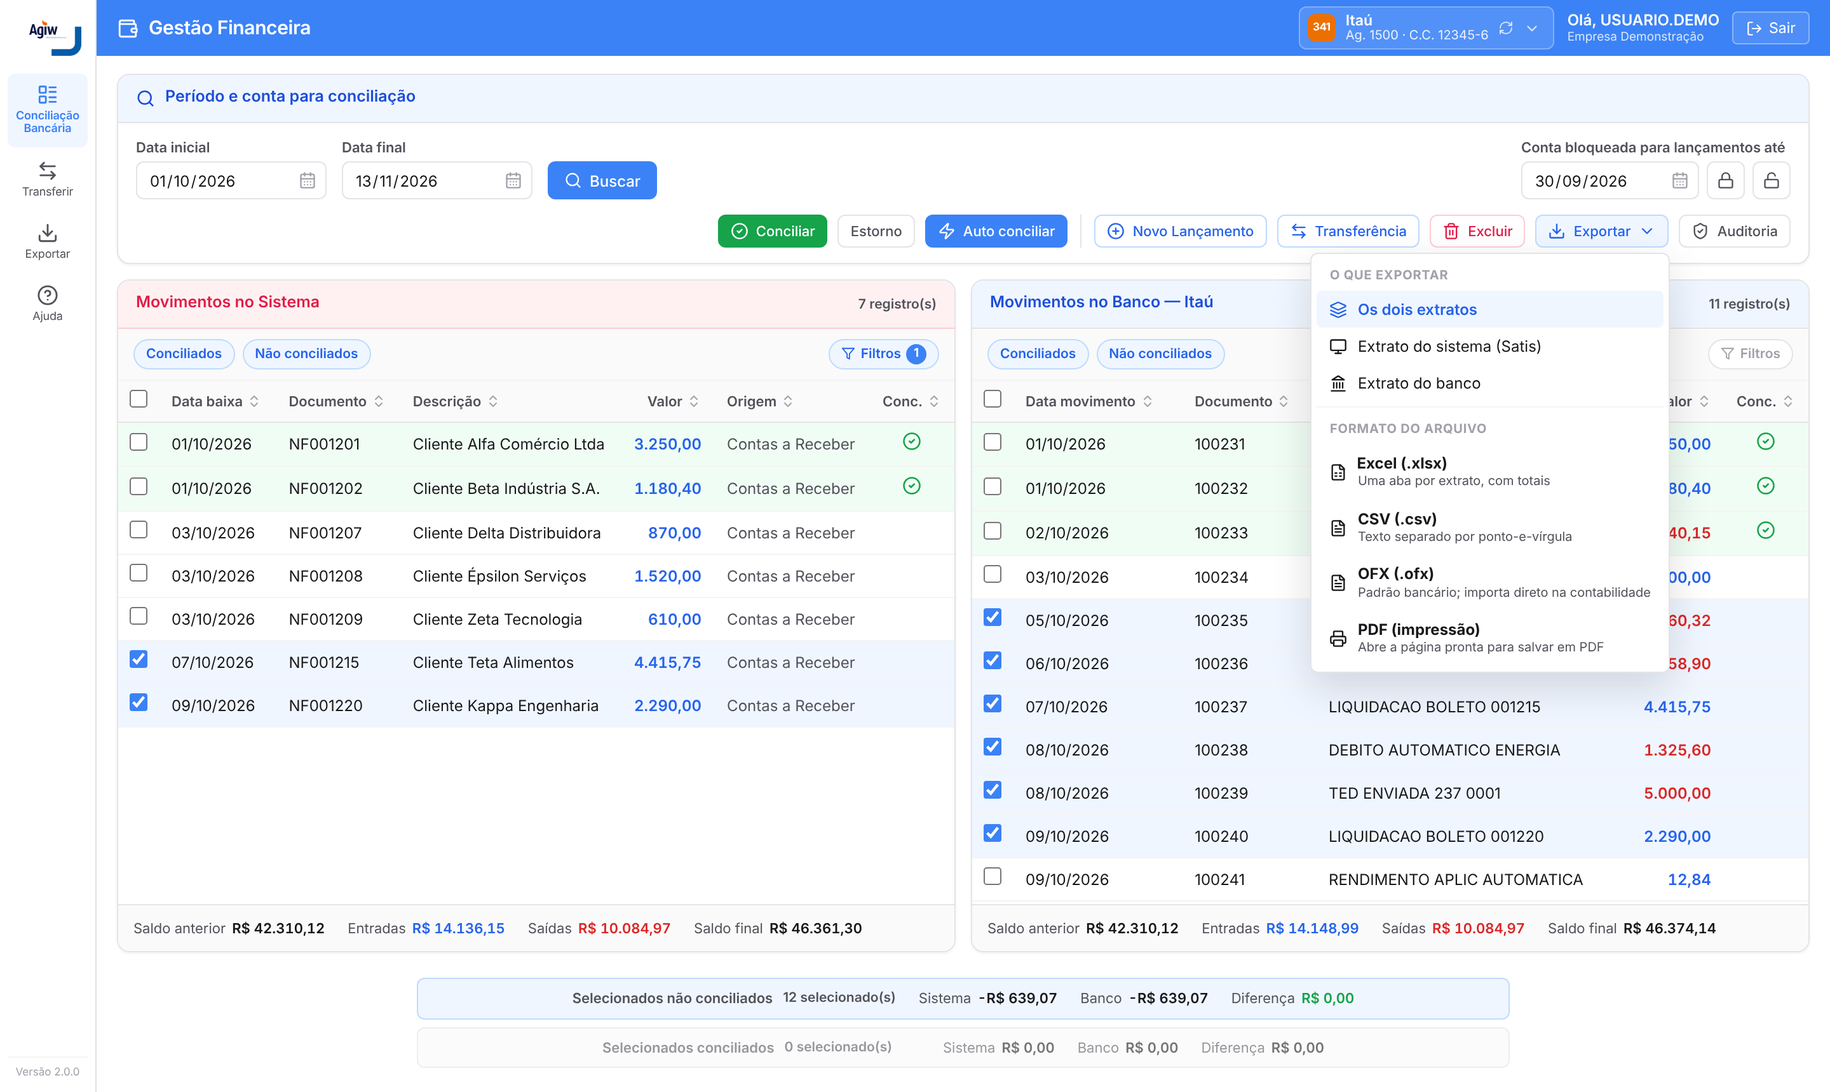 Agiw
Gestão Financeira
341
Itaú
Ag. 1500 · C.C. 12345-6
Olá, USUARIO.DEMO
Empresa Demonstração
Sair
Conciliação
Bancária
Transferir
Exportar
Ajuda
Versão 2.0.0
Período e conta para conciliação
Data inicial
01/10/2026
Data final
13/11/2026
Buscar
Conta bloqueada para lançamentos até
30/09/2026
Conciliar
Estorno
Auto conciliar
Novo Lançamento
Transferência
Excluir
Exportar
Auditoria
O QUE EXPORTAR
Os dois extratos
Extrato do sistema (Satis)
Extrato do banco
FORMATO DO ARQUIVO
Excel (.xlsx)
Uma aba por extrato, com totais
CSV (.csv)
Texto separado por ponto-e-vírgula
OFX (.ofx)
Padrão bancário; importa direto na contabilidade
PDF (impressão)
Abre a página pronta para salvar em PDF
Movimentos no Sistema
7 registro(s)
Conciliados
Não conciliados
Filtros 1
Data baixa Documento Descrição Valor Origem Conc.
01/10/2026 NF001201 Cliente Alfa Comércio Ltda 3.250,00 Contas a Receber
01/10/2026 NF001202 Cliente Beta Indústria S.A. 1.180,40 Contas a Receber
03/10/2026 NF001207 Cliente Delta Distribuidora 870,00 Contas a Receber
03/10/2026 NF001208 Cliente Épsilon Serviços 1.520,00 Contas a Receber
03/10/2026 NF001209 Cliente Zeta Tecnologia 610,00 Contas a Receber
07/10/2026 NF001215 Cliente Teta Alimentos 4.415,75 Contas a Receber
09/10/2026 NF001220 Cliente Kappa Engenharia 2.290,00 Contas a Receber
Saldo anterior R$ 42.310,12 Entradas R$ 14.136,15 Saídas R$ 10.084,97 Saldo final R$ 46.361,30
Movimentos no Banco — Itaú
11 registro(s)
Conciliados
Não conciliados
Filtros
Data movimento Documento alor Conc.
01/10/2026 100231 50,00
01/10/2026 100232 80,40
02/10/2026 100233 40,15
03/10/2026 100234 00,00
05/10/2026 100235 60,32
06/10/2026 100236 58,90
07/10/2026 100237 LIQUIDACAO BOLETO 001215 4.415,75
08/10/2026 100238 DEBITO AUTOMATICO ENERGIA 1.325,60
08/10/2026 100239 TED ENVIADA 237 0001 5.000,00
09/10/2026 100240 LIQUIDACAO BOLETO 001220 2.290,00
09/10/2026 100241 RENDIMENTO APLIC AUTOMATICA 12,84
Saldo anterior R$ 42.310,12 Entradas R$ 14.148,99 Saídas R$ 10.084,97 Saldo final R$ 46.374,14
Selecionados não conciliados 12 selecionado(s) Sistema -R$ 639,07 Banco -R$ 639,07 Diferença R$ 0,00
Selecionados conciliados 0 selecionado(s) Sistema R$ 0,00 Banco R$ 0,00 Diferença R$ 0,00